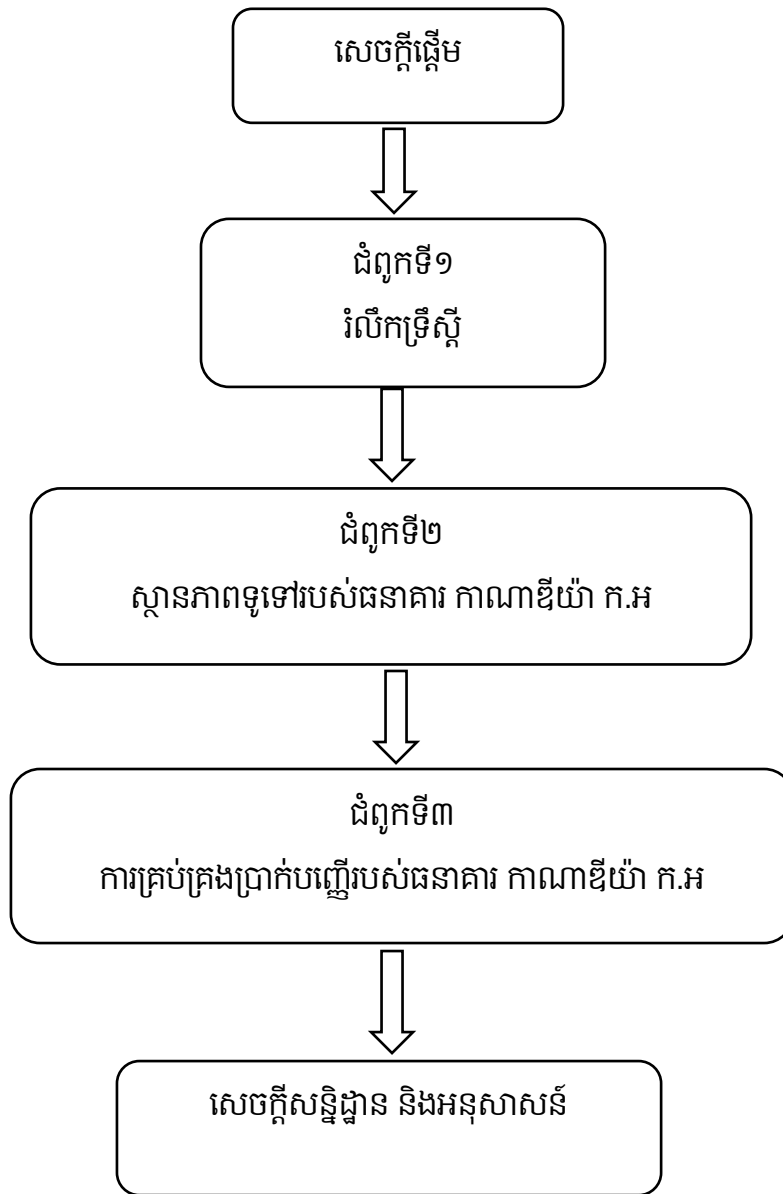 សេចក្តីផ្តើម
ជំពូកទី១
រំលឹកទ្រឹស្តី
ជំពូកទី២
ស្ថានភាពទូទៅរបស់ធនាគារ កាណាឌីយ៉ា ក.អ
ជំពូកទី៣
ការគ្រប់គ្រងប្រាក់បញ្ញើរបស់ធនាគារ កាណាឌីយ៉ា ក.អ
សេចក្តីសន្និដ្ឋាន និងអនុសាសន៍